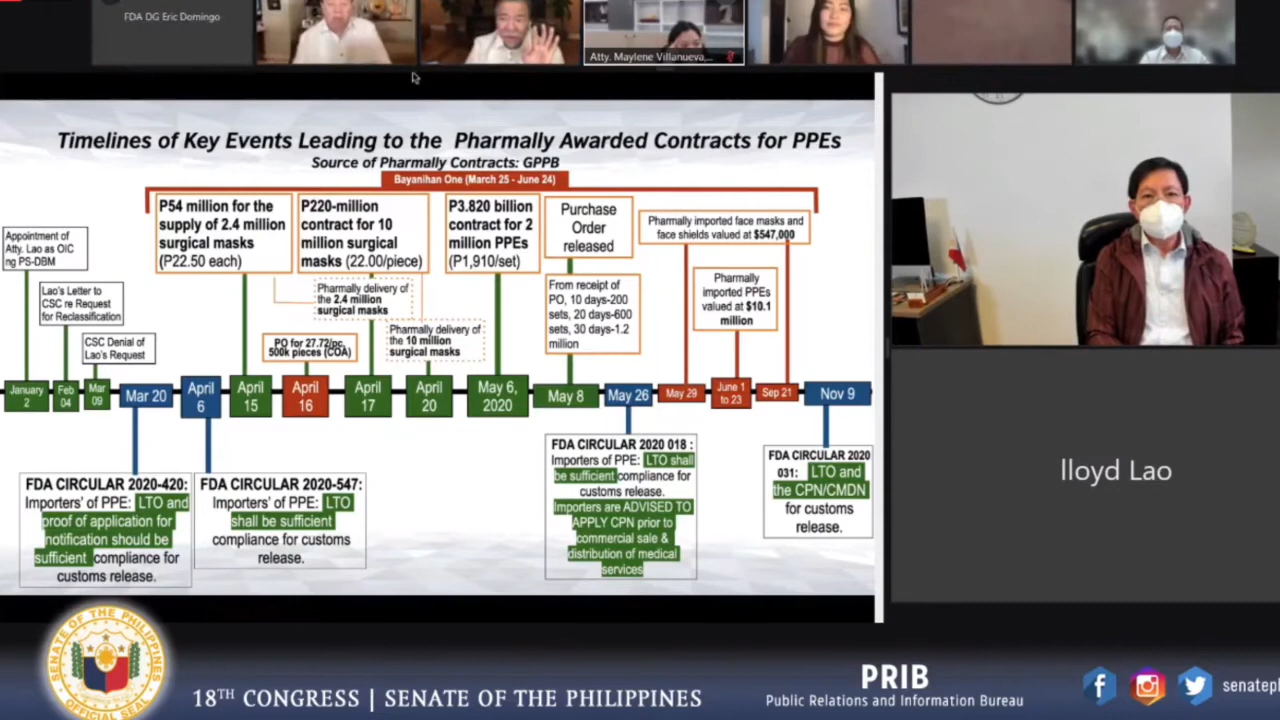 FDA DG Eric Domingo
Atty. Maylene Villanueva,...
Timelines of Key Events Leading to the Pharmally Awarded Contracts for PPEs
Source of Pharmally Contracts: GPPB
Bayanihan One (March 25 - June 24)
Appointment of
Atty. Lao as OIC
ng PS-DBM
Lao's Letter to
CSC re Request
for Reclassification
CSC Denial of
Lao's Request
P54 million for the
supply of 2.4 million
surgical masks
(P22.50 each)
P220-million
contract for 10
million surgical
masks (22.00/piece)
P3.820 billion
contract for 2
million PPEs
(P1,910/set)
Purchase
Order
released
Pharmally imported face masks and
face shields valued at $547,000
Pharmally delivery of
the 2.4 million
surgical masks
From receipt of
PO, 10 days-200
sets, 20 days-600
sets, 30 days-1.2
million
Pharmally
imported PPEs
valued at $10.1
million
PO for 27.72/pc,
500k pieces (COA)
Pharmally delivery of
the 10 million
surgical masks
January
2
Feb
04
Mar
09
Mar 20
April
6
April
15
April
16
April
17
April
20
May 6,
2020
May 8
May 26
May 29
June 1
to 23
Sep 21
Nov 9
FDA CIRCULAR 2020-420:
Importers' of PPE: LTO and
proof of application for
notification should be
sufficient compliance for
customs release.
FDA CIRCULAR 2020-547:
Importers' of PPE: LTO
shall be sufficient
compliance for customs
release.
FDA CIRCULAR 2020 018 :
Importers of PPE: LTO shall
be sufficient compliance for
customs release.
Importers are ADVISED TO
APPLY CPN prior to
commercial sale &
distribution of medical
services
FDA CIRCULAR 2020
031: LTO and
the CPN/CMDN
for customs
release.
lloyd Lao
SENATE OF THE PHILIPPINES
OFFICIAL SEAL
18TH CONGRESS | SENATE OF THE PHILIPPINES
PRIB
Public Relations and Information Bureau
senateph